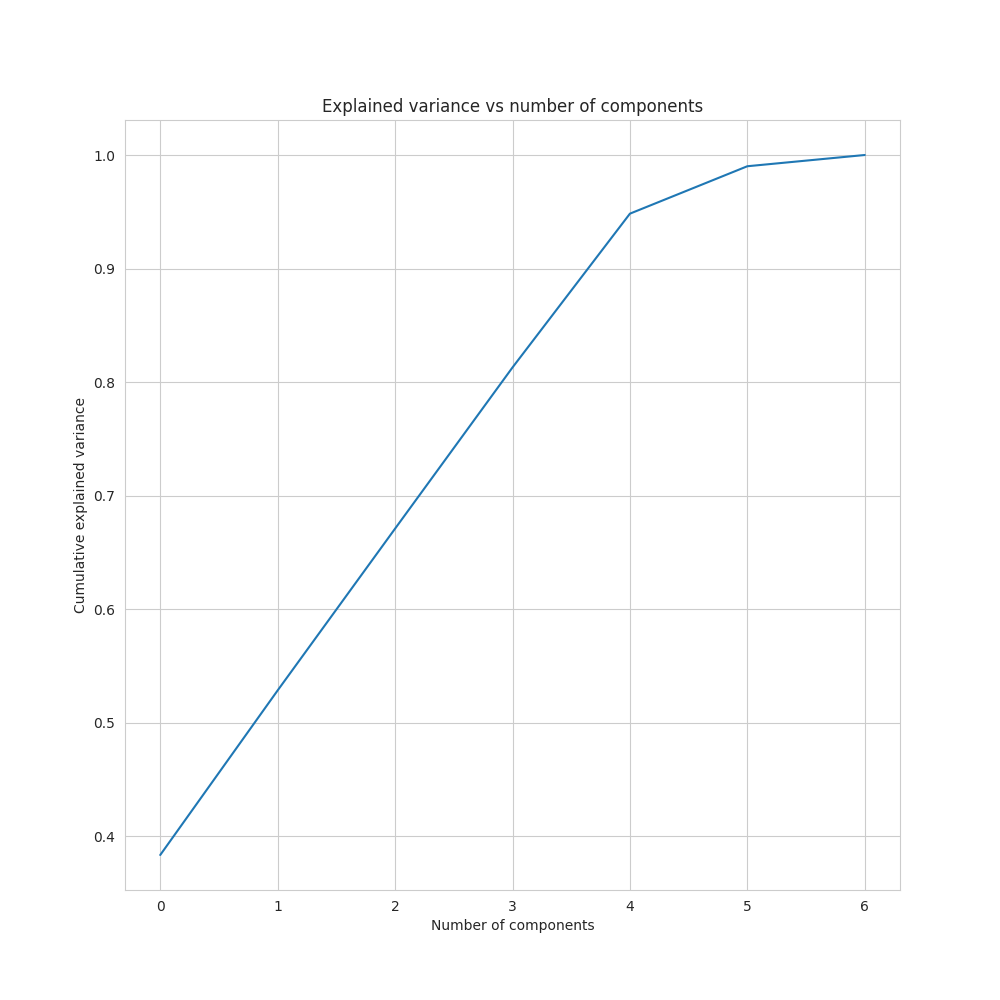 Explained variance vs number of components
1.0
0.9
0.8
0.7
0.6
0.5
0.4
Cumulative explained variance
0 1 2 3 4 5 6
Number of components